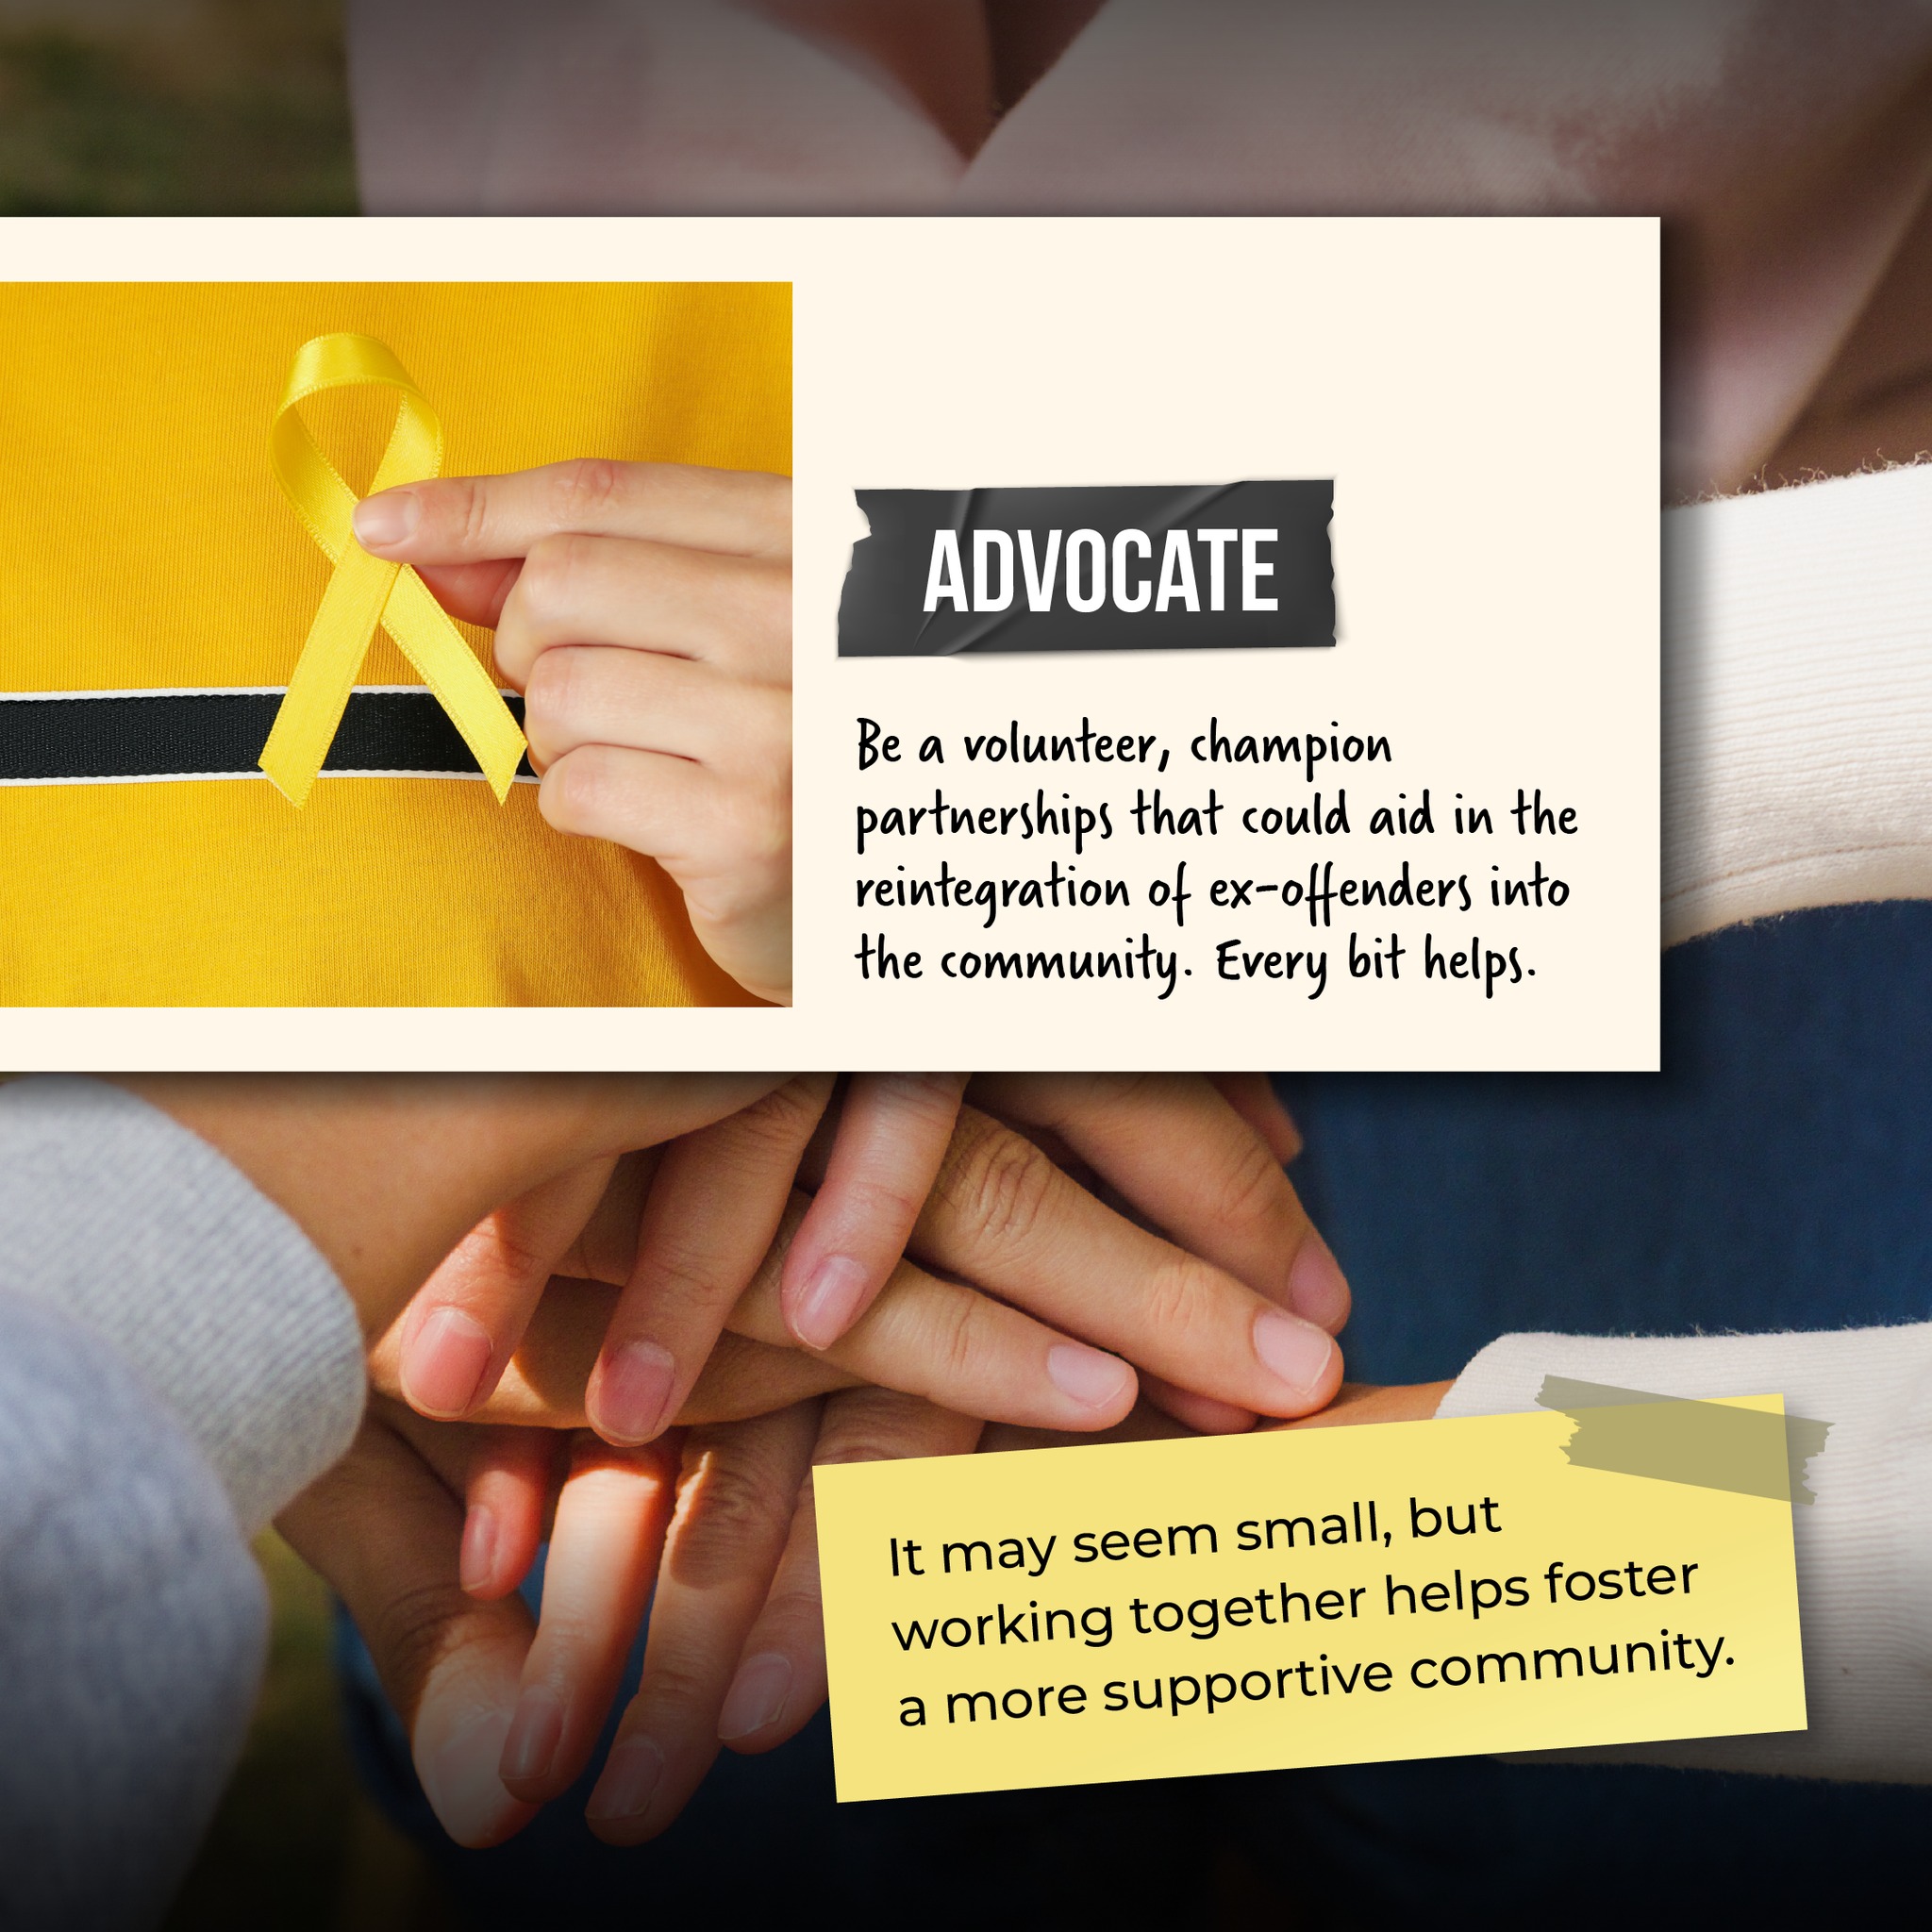 ADVOCATE
Be a volunteer, champion
partnerships that could aid in the
reintegration of ex-offenders into
the community. Every bit helps.
It may seem small, but
working together helps foster
a more supportive community.